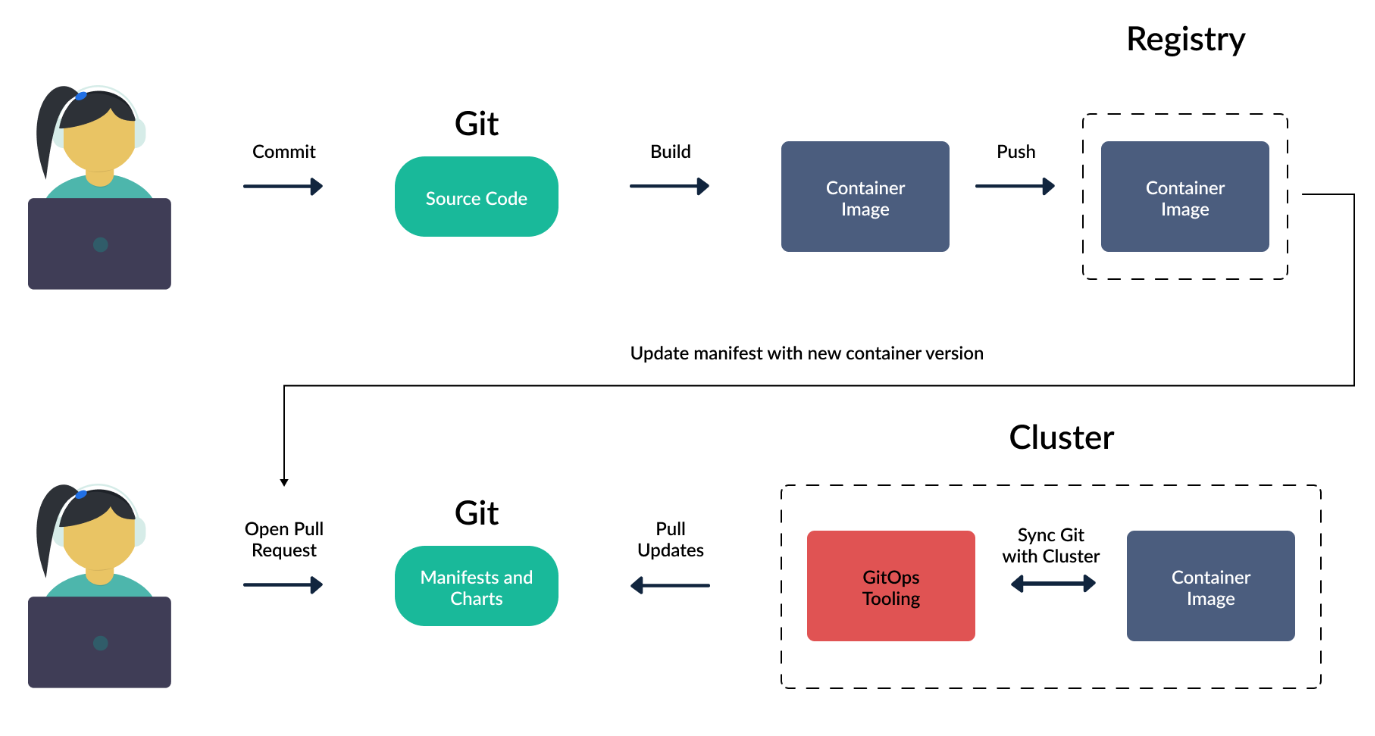 Registry
Git
Commit
Source Code
Build
Container
Image
Push
Container
Image
Update manifest with new container version
Cluster
Git
Open Pull
Request
Manifests and
Charts
Pull
Updates
GitOps
Tooling
Sync Git
with Cluster
Container
Image